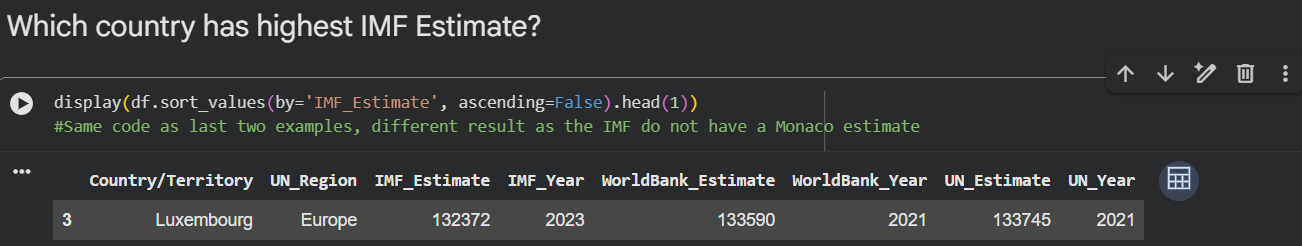 Which country has highest IMF Estimate?
display(df.sort_values(by='IMF_Estimate', ascending=False).head(1))
#Same code as last two examples, different result as the IMF do not have a Monaco estimate
Country/Territory UN_Region IMF_Estimate IMF_Year WorldBank_Estimate WorldBank_Year UN_Estimate UN_Year
3 Luxembourg Europe 132372 2023 133590 2021 133745 2021